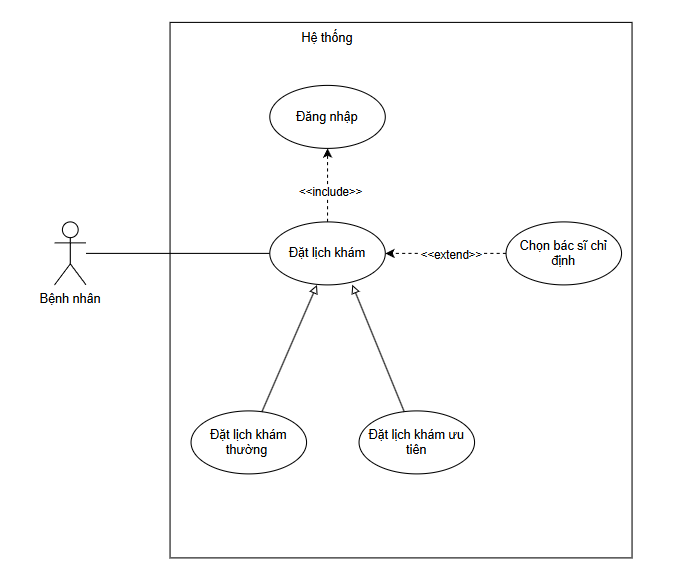 Hệ thống
Đăng nhập
<<include>>
Đặt lịch khám
<<extend>>
Chọn bác sĩ chỉ
định
Bệnh nhân
Đặt lịch khám
thường
Đặt lịch khám ưu
tiên